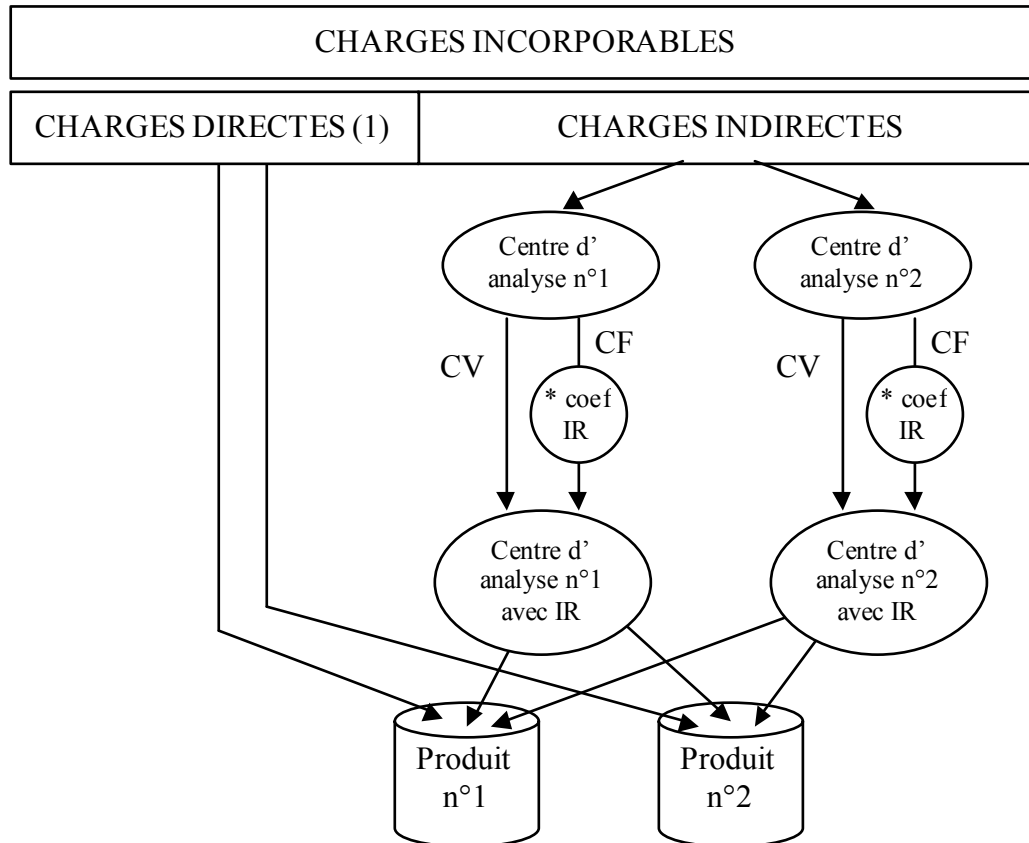 CHARGES INCORPORABLES
CHARGES DIRECTES (1)
CHARGES INDIRECTES
Centre d’
analyse n°1
Centre d’
analyse n°2
CV
CF
CV
CF
* coef
IR
* coef
IR
Centre d’
analyse n°1
avec IR
Centre d’
analyse n°2
avec IR
Produit
n°1
Produit
n°2